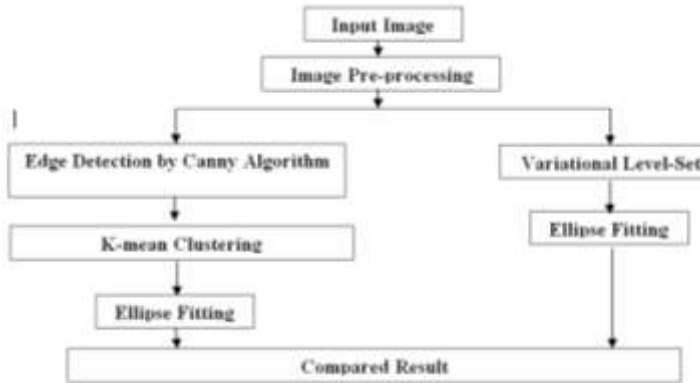 Input Image
Image Pre-processing
Edge Detection by Canny Algorithm
Variational Level-Set
K-mean Clustering
Ellipse Fitting
Ellipse Fitting
Compared Result